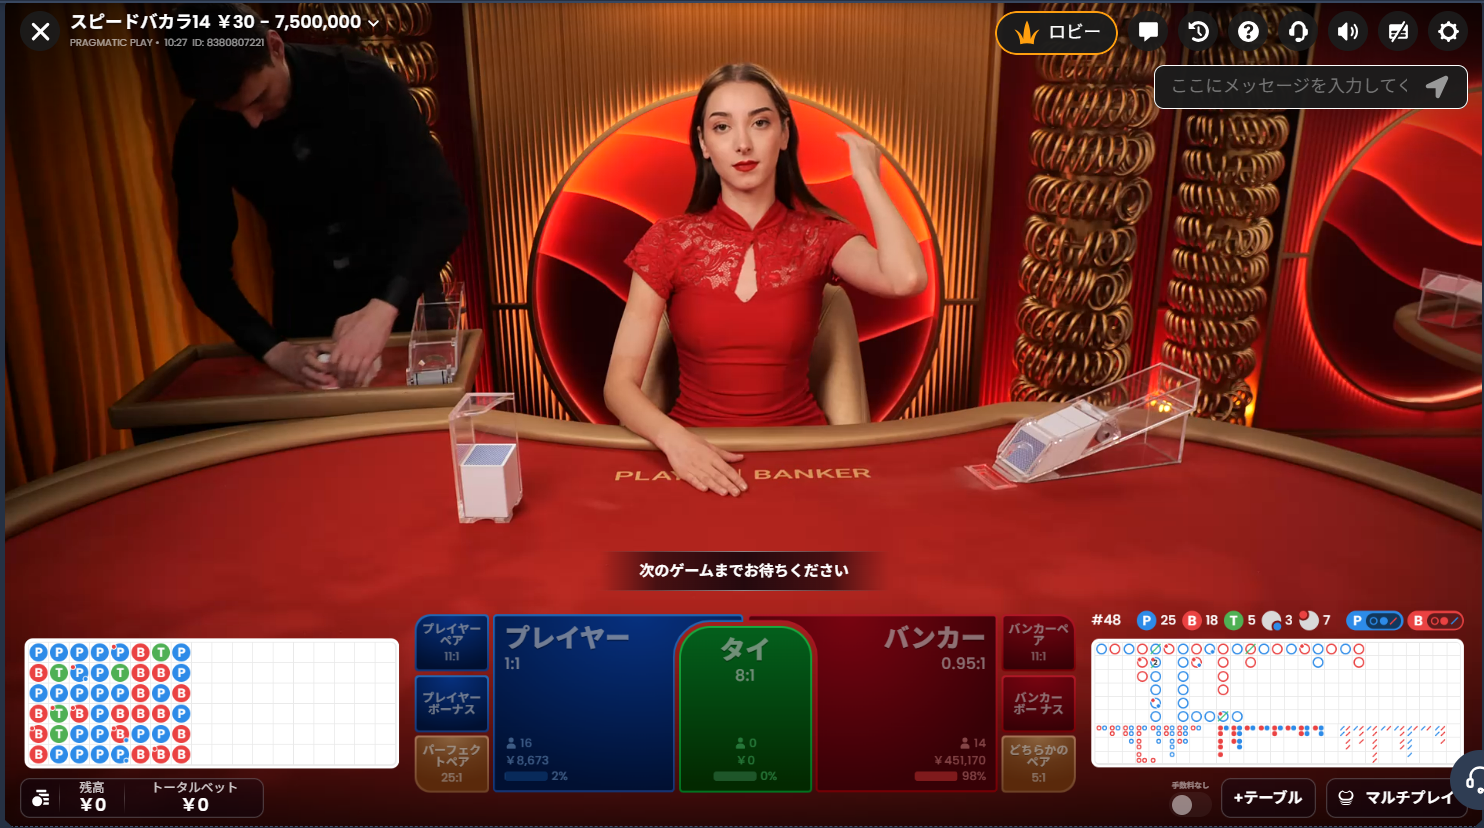 スピードバカラ14 ¥30 - 7,500,000
PRAGMATIC PLAY • 10:27 ID: 8380807221
ロビー
ここにメッセージを入力してく
PLAY BANKER
次のゲームまでお待ちください
#48 P 25 B 18 T 5 3 7 P B
P P P P P B T P
B T P P T B B P
P P P P P B P B
B T B P B B B P
B T P P B P P B
B P P P P B B B
プレイヤーペア
11:1
プレイヤーボーナス
パーフェクトペア
25:1
プレイヤー
1:1
16
¥8,673
2%
タイ
8:1
0
¥0
0%
バンカー
0.95:1
14
¥451,170
98%
バンカーペア
11:1
バンカーボーナス
どちらかのペア
5:1
残高
¥0
トータルベット
¥0
手数料なし
+テーブル
マルチプレイ